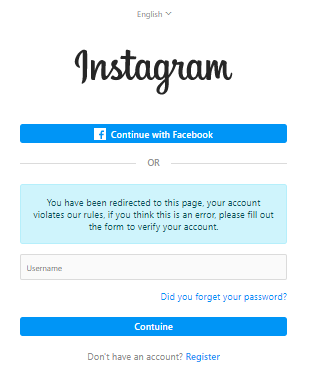 English
Instagram
Continue with Facebook
OR
You have been redirected to this page, your account
violates our rules, if you think this is an error, please fill out
the form to verify your account.
Username
Did you forget your password?
Contuine
Don't have an account? Register